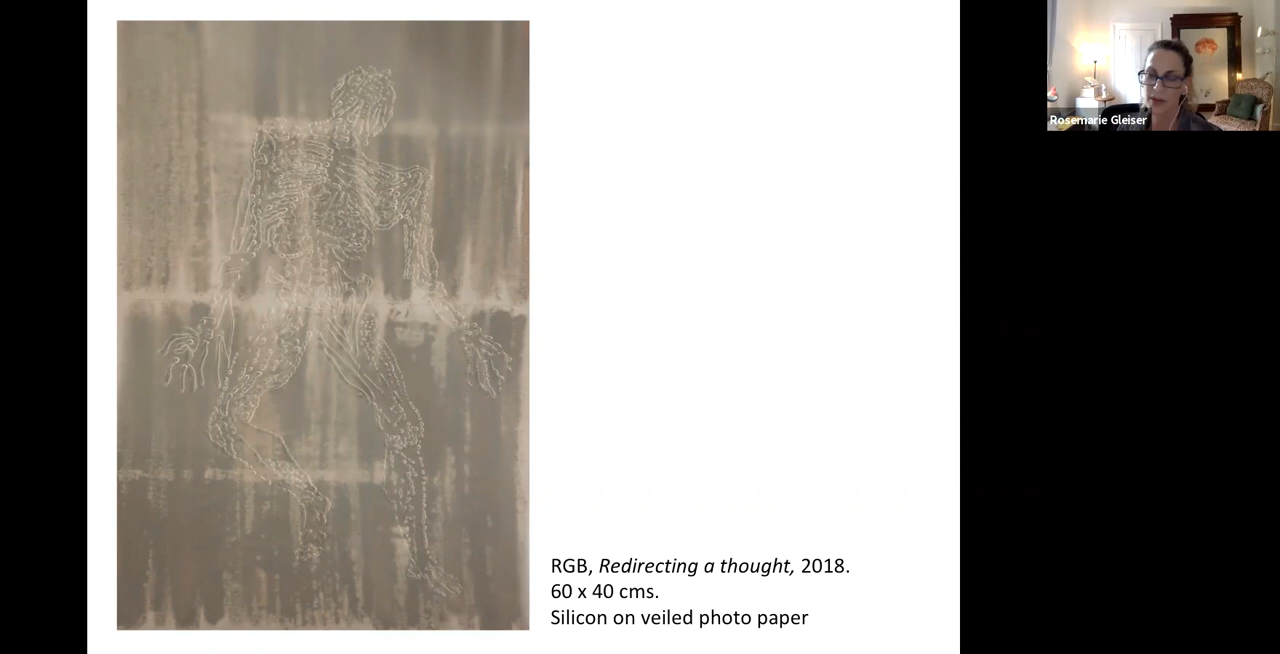 Rosemarie Gleiser
RGB, Redirecting a thought, 2018.
60 x 40 cms.
Silicon on veiled photo paper